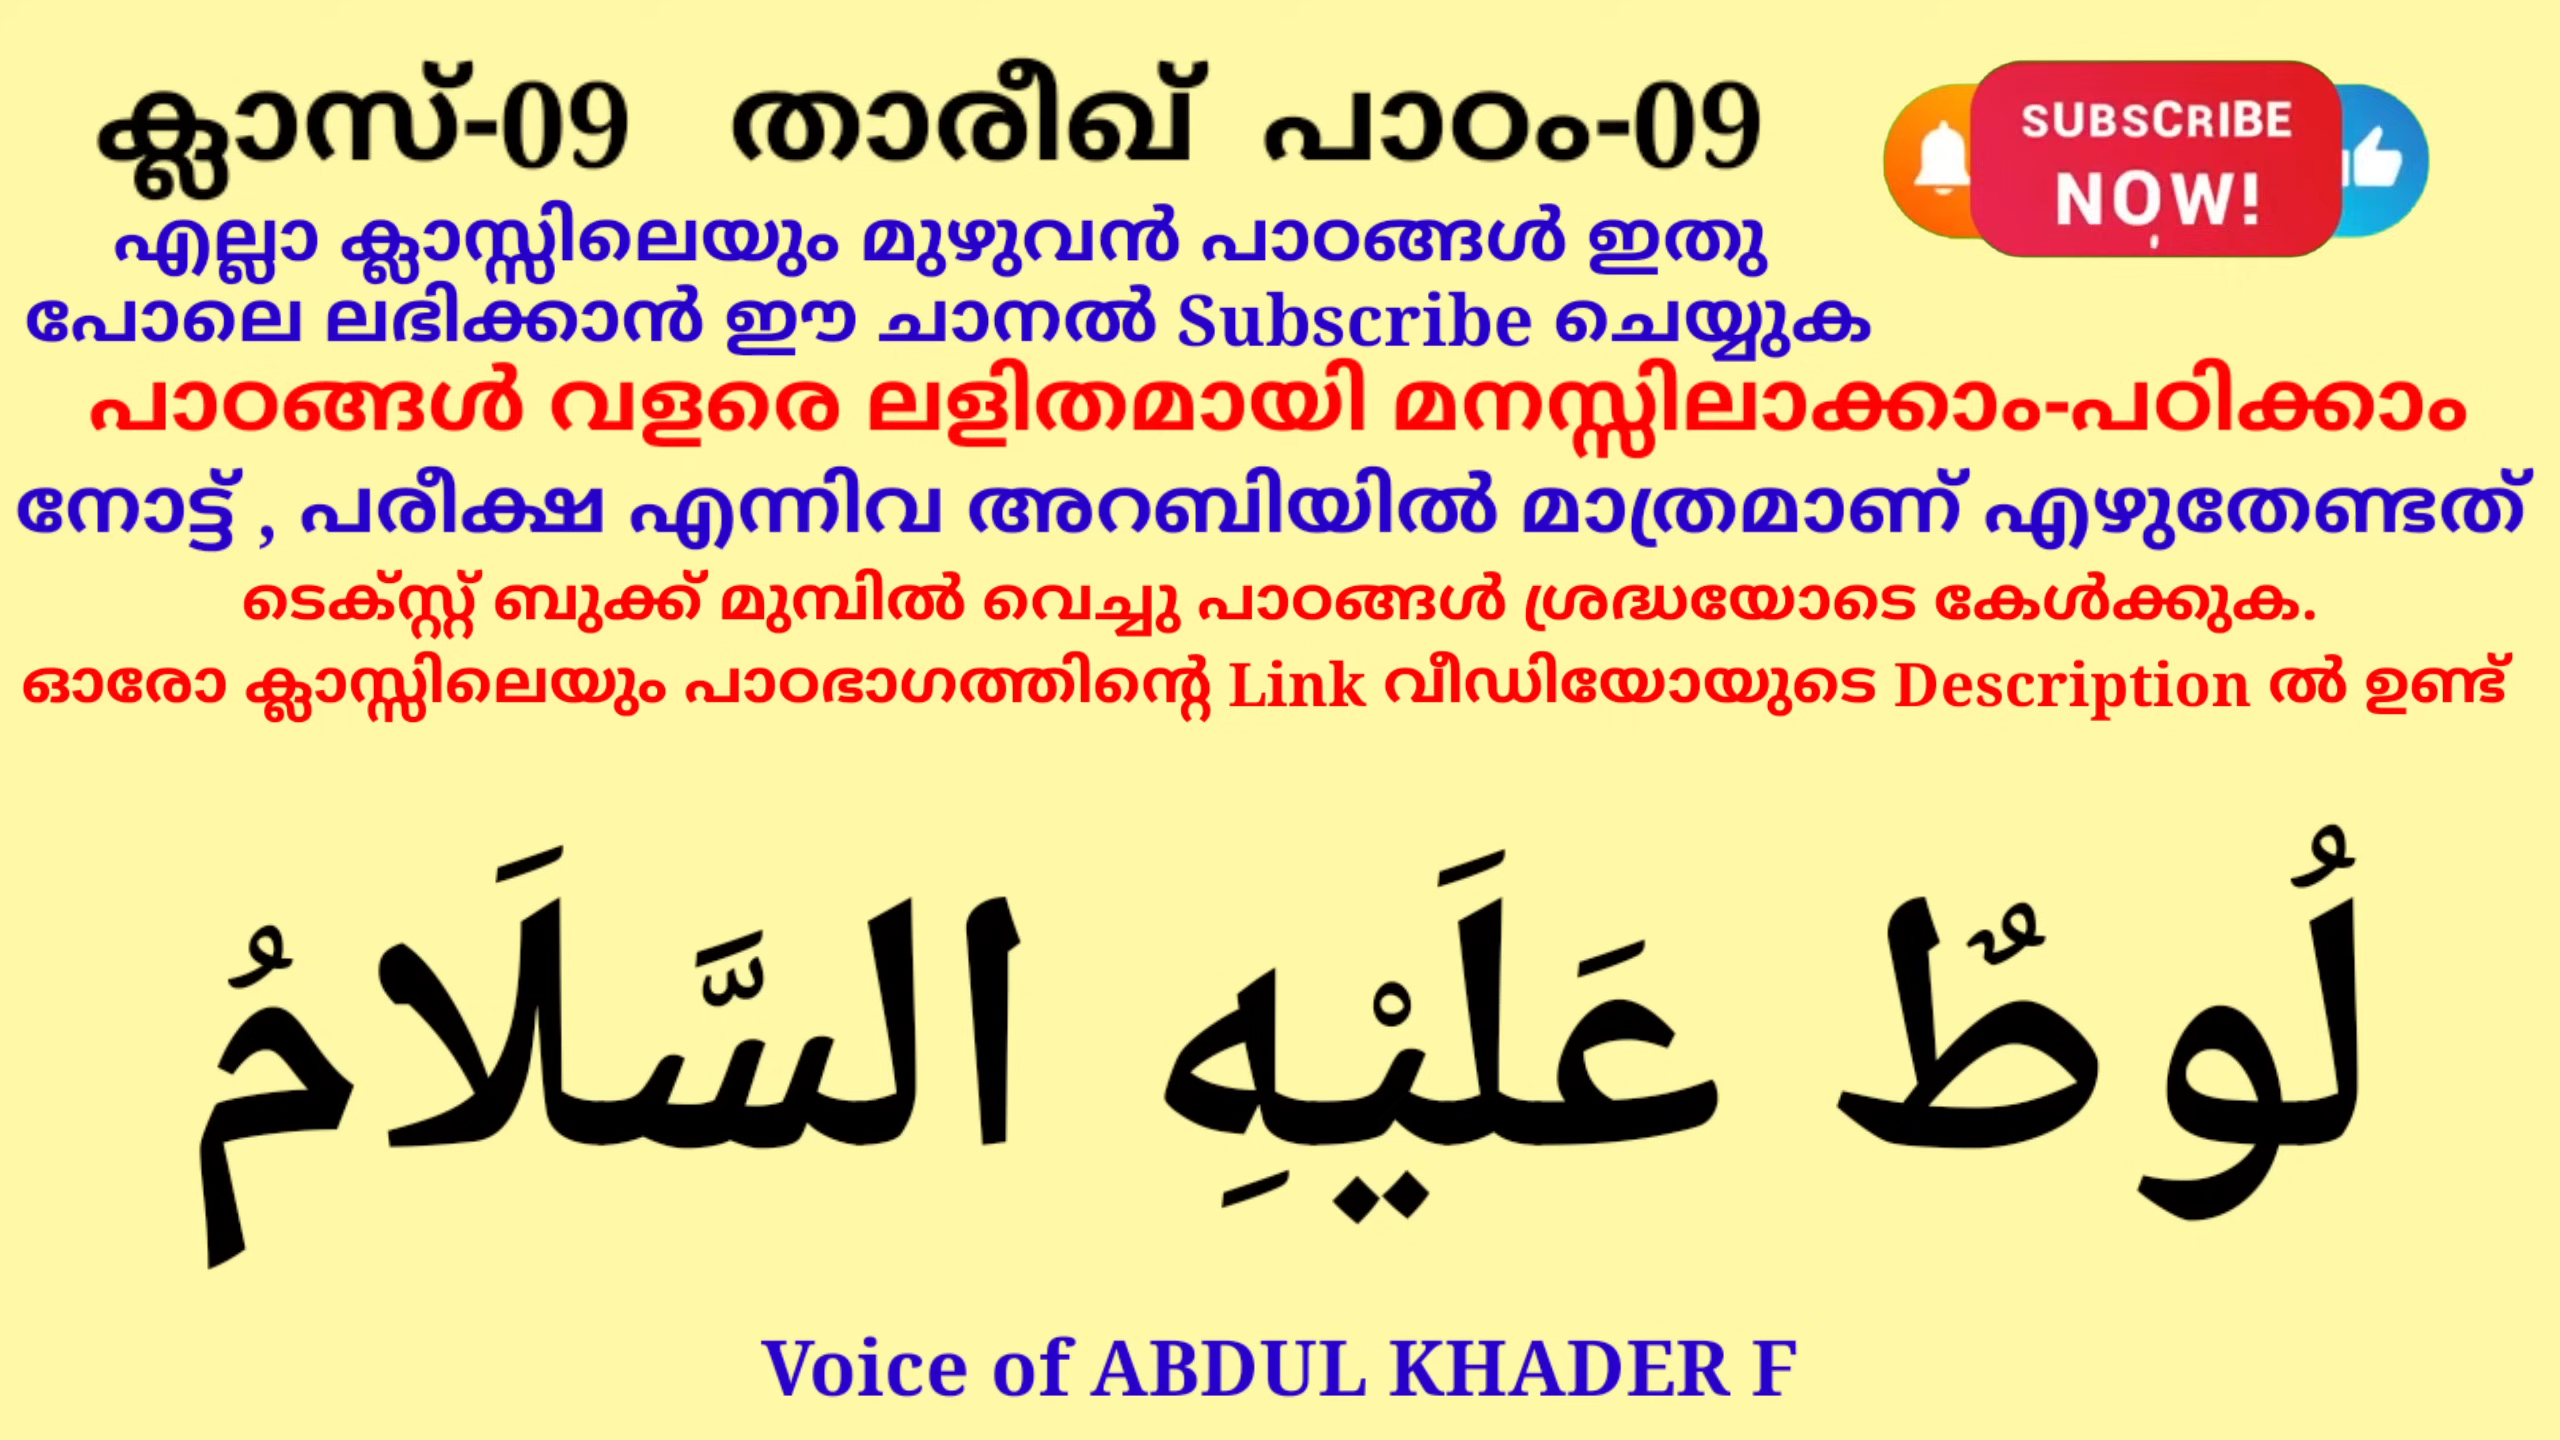 ക്ലാസ്-09 താരീഖ് പാഠം-09
SUBSCRIBE
NOW!
എല്ലാ ക്ലാസ്സിലെയും മുഴുവൻ പാഠങ്ങൾ ഇതു
പോലെ ലഭിക്കാൻ ഈ ചാനൽ Subscribe ചെയ്യുക
പാഠങ്ങൾ വളരെ ലളിതമായി മനസ്സിലാക്കാം-പഠിക്കാം
നോട്ട് , പരീക്ഷ എന്നിവ അറബിയിൽ മാത്രമാണ് എഴുതേണ്ടത്
ടെക്സ്റ്റ് ബുക്ക് മുമ്പിൽ വെച്ചു പാഠങ്ങൾ ശ്രദ്ധയോടെ കേൾക്കുക.
ഓരോ ക്ലാസ്സിലെയും പാഠഭാഗത്തിന്റെ Link വീഡിയോയുടെ Description ൽ ഉണ്ട്
لُوطٌ عَلَيْهِ السَّلَامُ
Voice of ABDUL KHADER F